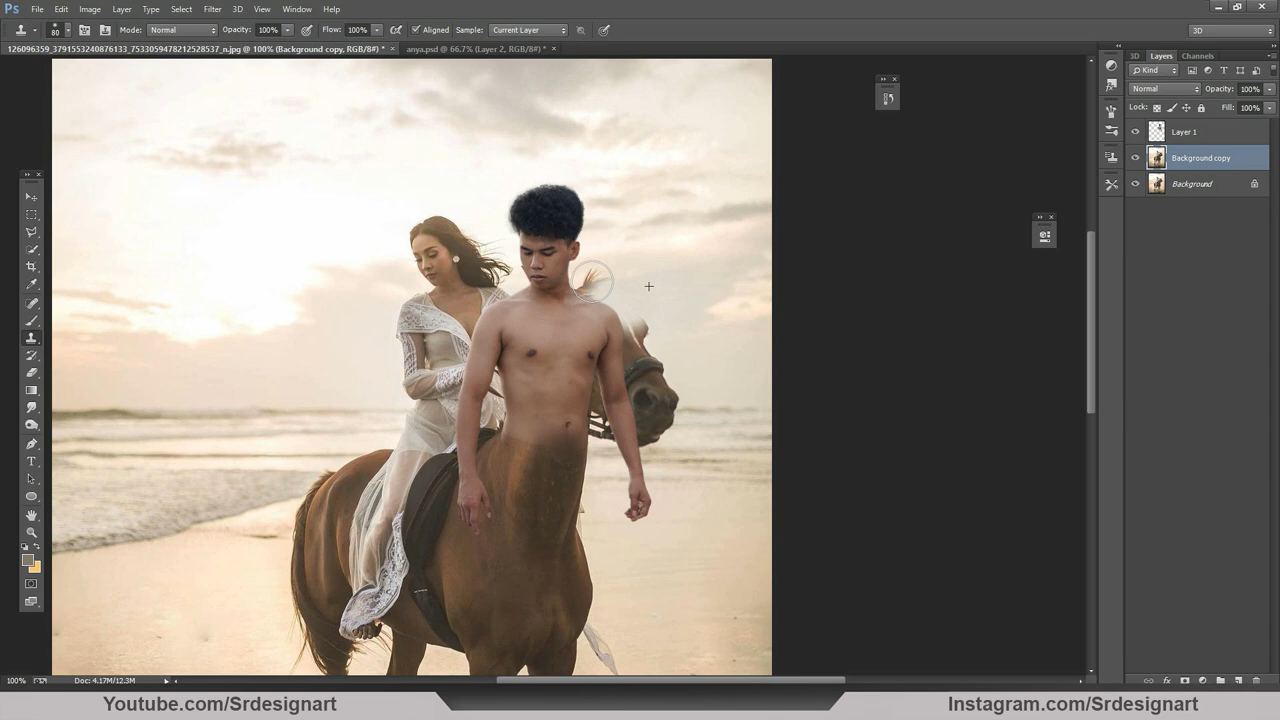 Ps File Edit Image Layer Type Select Filter 3D View Window Help
80 Mode: Normal Opacity: 100% Flow: 100% Aligned Sample: Current Layer 3D
126096359_3791553240876133_7533059478212528537_n.jpg @ 100% (Background copy, RGB/8#) * × anya.psd @ 66.7% (Layer 2, RGB/8#) * ×
3D Layers Channels
Kind
Normal Opacity: 100%
Lock: Fill: 100%
Layer 1
Background copy
Background
100% Doc: 4.17M/12.3M
Youtube.com/Srdesignart Instagram.com/Srdesignart